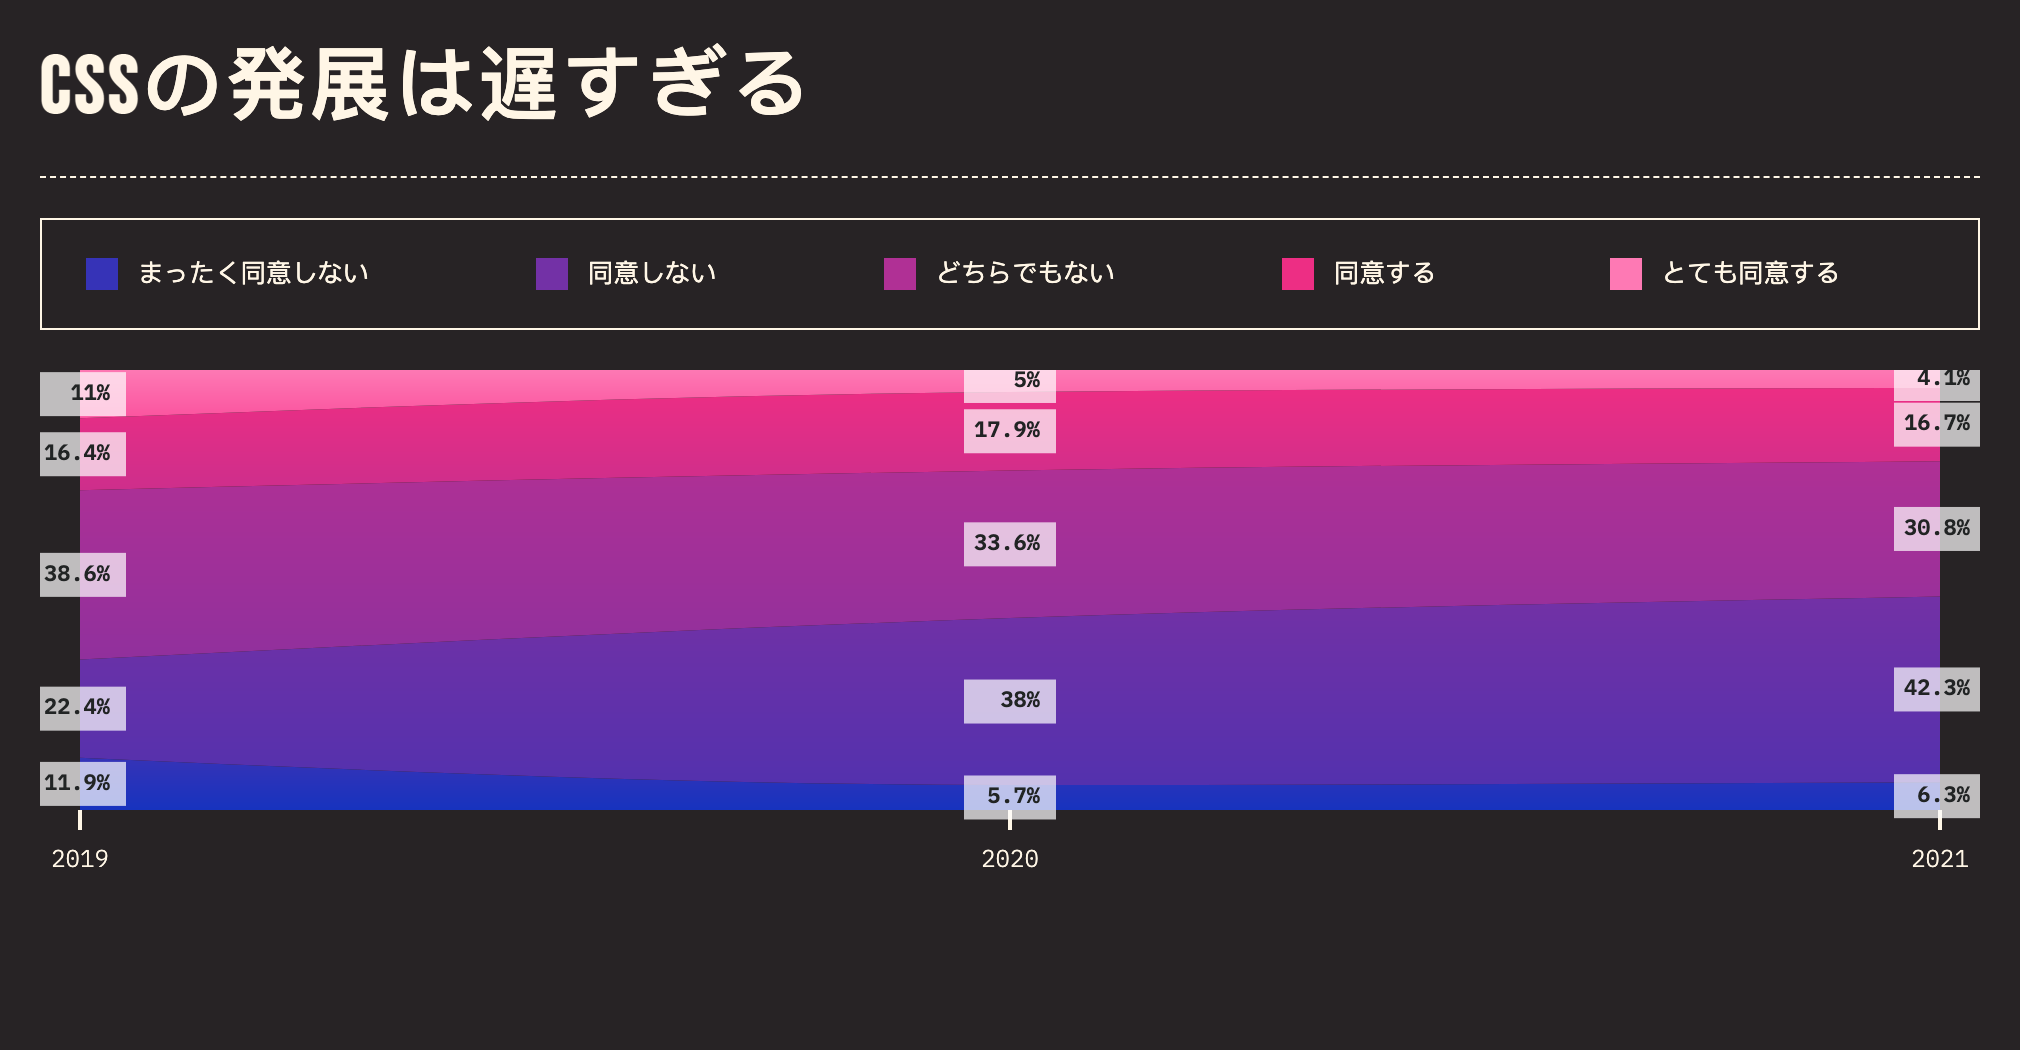 CSSの発展は遅すぎる
まったく同意しない 同意しない どちらでもない 同意する とても同意する
11% 5% 4.1%
16.4% 17.9% 16.7%
38.6% 33.6% 30.8%
22.4% 38% 42.3%
11.9% 5.7% 6.3%
2019 2020 2021